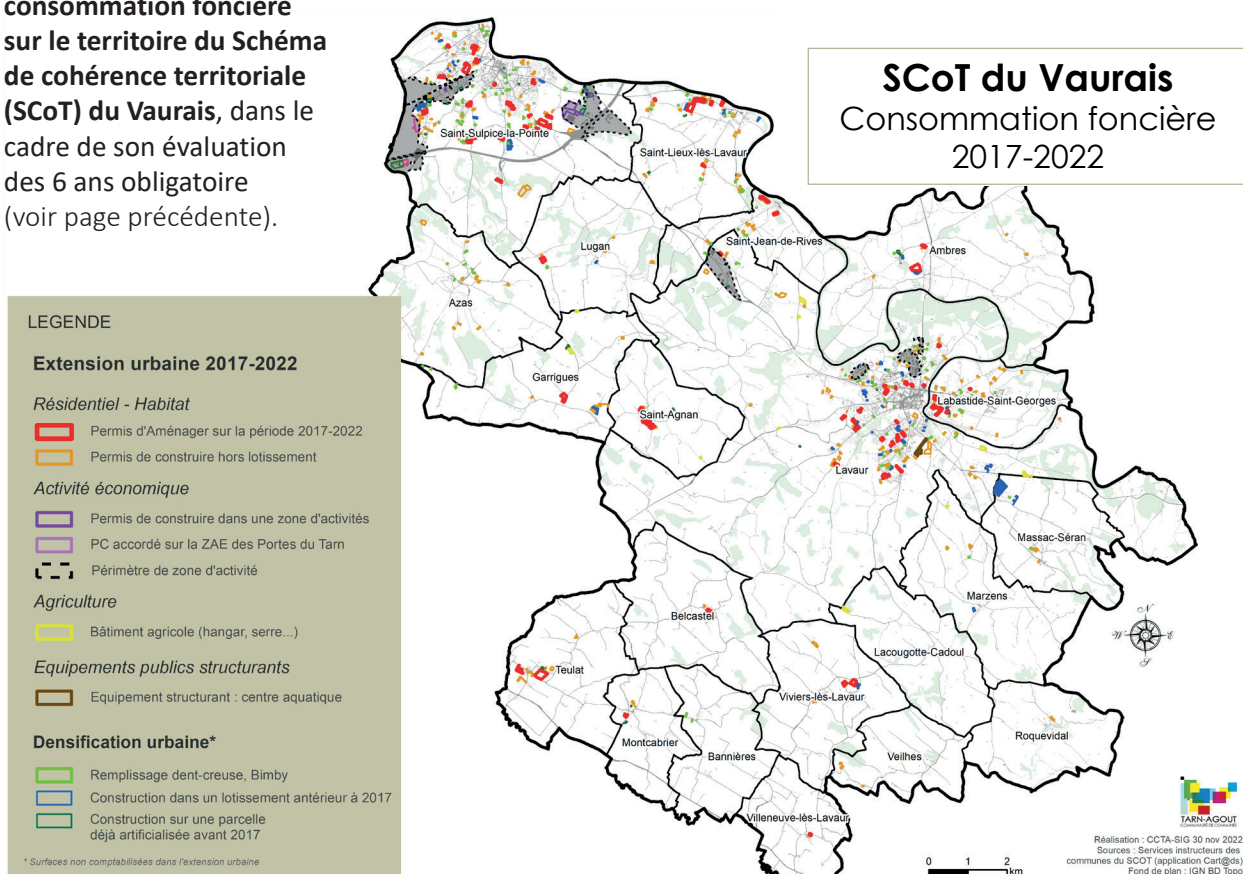 consommation foncière
sur le territoire du Schéma
de cohérence territoriale
(SCoT) du Vaurais, dans le
cadre de son évaluation
des 6 ans obligatoire
(voir page précédente).
SCoT du Vaurais
Consommation foncière
2017-2022
Saint-Sulpice-la-Pointe
Saint-Lieux-lès-Lavaur
Lugan
Saint-Jean-de-Rives
Ambres
Azas
Garrigues
Saint-Agnan
Labastide-Saint-Georges
Lavaur
Massac-Séran
Marzens
Belcastel
Lacougotte-Cadoul
Teulat
Viviers-lès-Lavaur
Montcabrier
Bannières
Veilhes
Roquevidal
Villeneuve-lès-Lavaur
LEGENDE
Extension urbaine 2017-2022
Résidentiel - Habitat
Permis d'Aménager sur la période 2017-2022
Permis de construire hors lotissement
Activité économique
Permis de construire dans une zone d'activités
PC accordé sur la ZAE des Portes du Tarn
Périmètre de zone d'activité
Agriculture
Bâtiment agricole (hangar, serre...)
Equipements publics structurants
Equipement structurant : centre aquatique
Densification urbaine*
Remplissage dent-creuse, Bimby
Construction dans un lotissement antérieur à 2017
Construction sur une parcelle
déjà artificialisée avant 2017
* Surfaces non comptabilisées dans l'extension urbaine
N
W E
S
0 1 2
km
TARN-AGOUT
COMMUNAUTÉ DE COMMUNES
Réalisation : CCTA-SIG 30 nov 2022
Sources : Services instructeurs des
communes du SCOT (application Cart@ds)
Fond de plan : IGN BD Topo